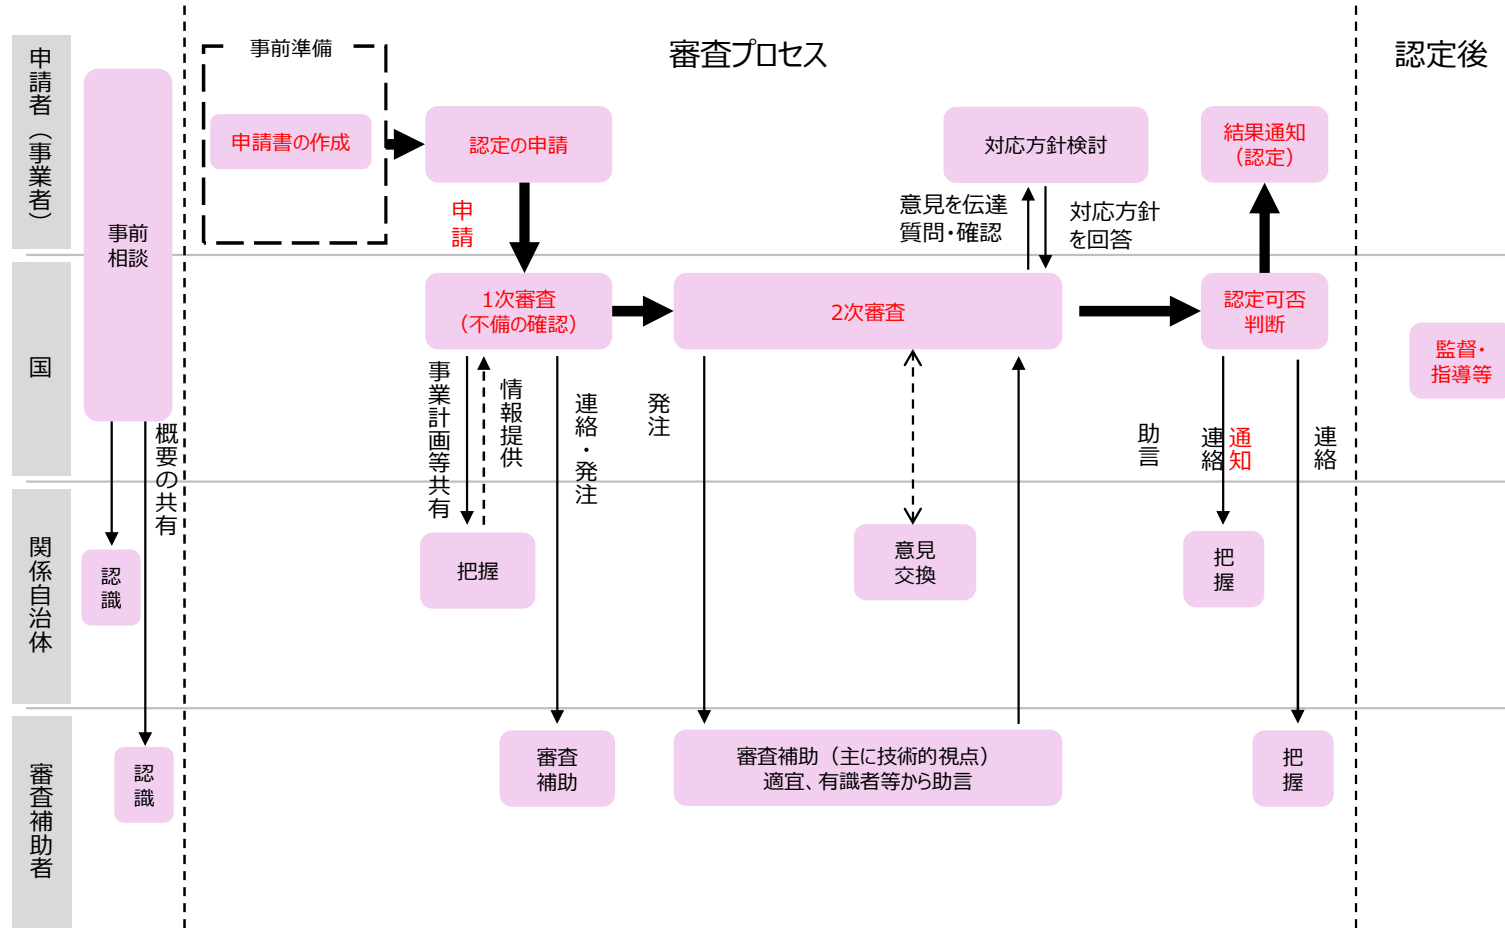 事前準備
審査プロセス
認定後
申請者（事業者）
事前
相談
申請書の作成
認定の申請
対応方針検討
結果通知
（認定）
申請
意見を伝達
質問・確認
対応方針
を回答
国
1次審査
（不備の確認）
2次審査
認定可否
判断
監督・
指導等
概要の共有
事業計画等共有
情報提供
連絡・発注
発注
助言
連絡
通知
連絡
関係自治体
認識
把握
意見
交換
把握
審査補助者
認識
審査
補助
審査補助（主に技術的視点）
適宜、有識者等から助言
把握